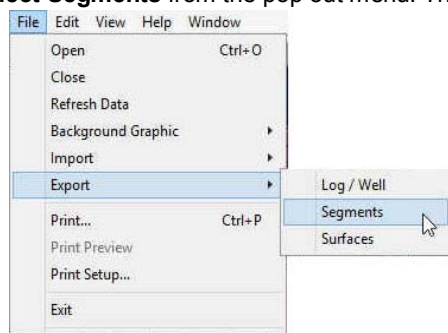 Segments from the pop out menu. Th
File Edit View Help Window
Open Ctrl+O
Close
Refresh Data
Background Graphic
Import
Export
Log / Well
Segments
Surfaces
Print... Ctrl+P
Print Preview
Print Setup...
Exit